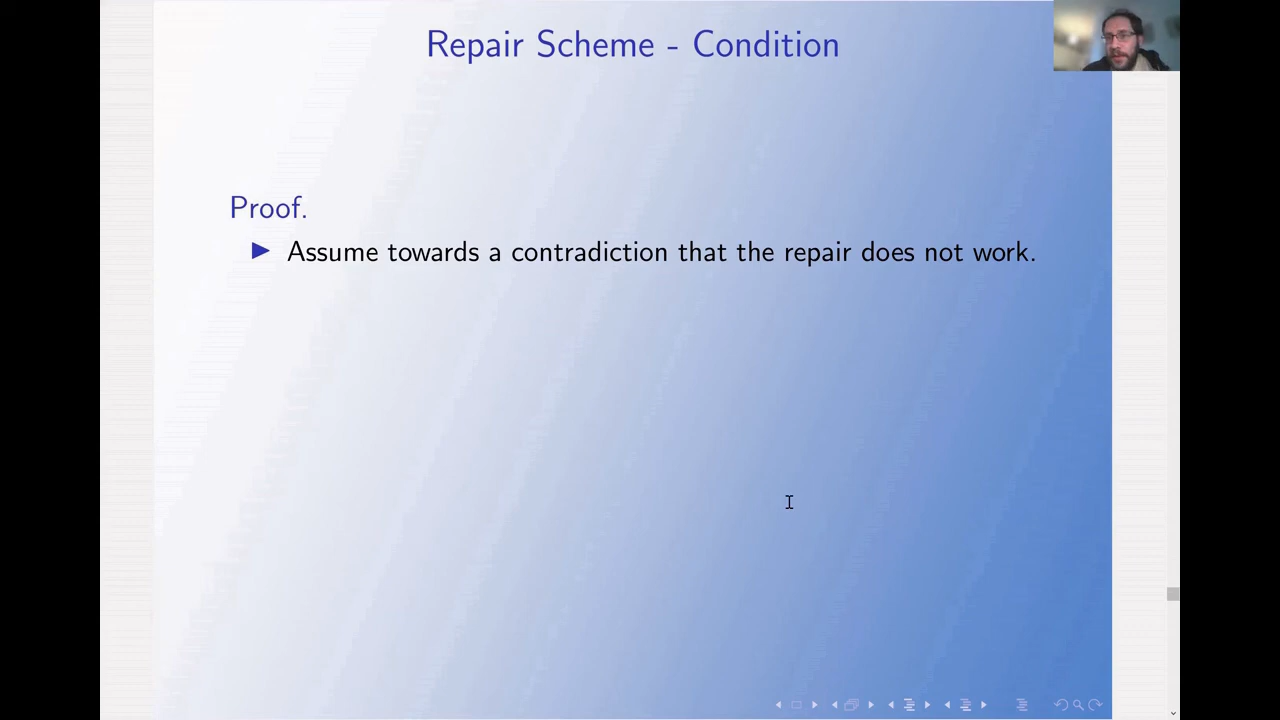 Repair Scheme - Condition
Proof.
Assume towards a contradiction that the repair does not work.